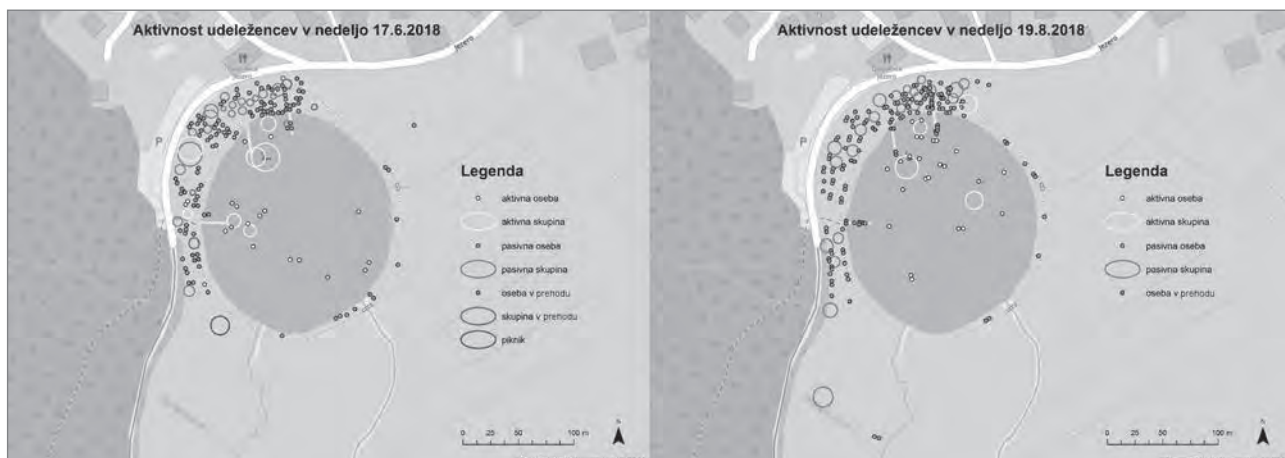 Aktivnost udeležencev v nedeljo 17.6.2018
Jezero
P
Legenda
aktivna oseba
aktivna skupina
pasivna oseba
pasivna skupina
oseba v prehodu
skupina v prehodu
piknik
0 25 50 100 m
N
Aktivnost udeležencev v nedeljo 19.8.2018
Jezero
P
Legenda
aktivna oseba
aktivna skupina
pasivna oseba
pasivna skupina
oseba v prehodu
0 25 50 100 m
N